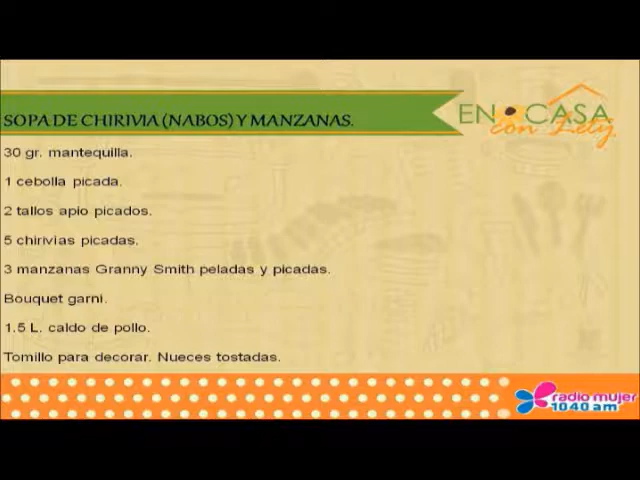 SOPA DE CHIRIVIA (NABOS) Y MANZANAS.
EN CASA
con Lety.
30 gr. mantequilla.
1 cebolla picada.
2 tallos apio picados.
5 chirivías picadas.
3 manzanas Granny Smith peladas y picadas.
Bouquet garni.
1.5 L. caldo de pollo.
Tomillo para decorar. Nueces tostadas.
radio mujer
1040 am